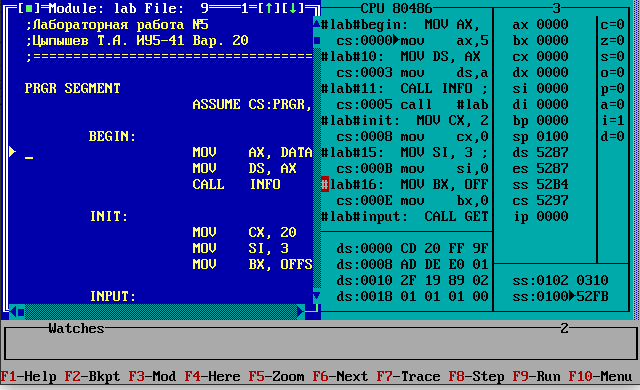 [■]=Module: lab File: 9 1=[↑][↓]
;Лабораторная работа №5
;Цыпышев Т.А. ИУ5-41 Вар. 20
;=====================================
PRGR SEGMENT
ASSUME CS:PRGR,
BEGIN:
MOV AX, DATA
MOV DS, AX
CALL INFO
INIT:
MOV CX, 20
MOV SI, 3
MOV BX, OFFS
INPUT:
CPU 80486
#lab#begin: MOV AX,
cs:0000►mov ax,5
#lab#10: MOV DS, AX
cs:0003 mov ds,a
#lab#11: CALL INFO ;
cs:0005 call #lab
#lab#init: MOV CX, 2
cs:0008 mov cx,0
#lab#15: MOV SI, 3 ;
cs:000B mov si,0
#lab#16: MOV BX, OFF
cs:000E mov bx,0
#lab#input: CALL GET
ds:0000 CD 20 FF 9F
ds:0008 AD DE E0 01
ds:0010 2F 19 89 02
ds:0018 01 01 01 00
3
ax 0000 c=0
bx 0000 z=0
cx 0000 s=0
dx 0000 o=0
si 0000 p=0
di 0000 a=0
bp 0000 i=1
sp 0100 d=0
ds 5287
es 5287
ss 52B4
cs 5297
ip 0000
ss:0102 0310
ss:0100►52FB
Watches 2
F1-Help F2-Bkpt F3-Mod F4-Here F5-Zoom F6-Next F7-Trace F8-Step F9-Run F10-Menu